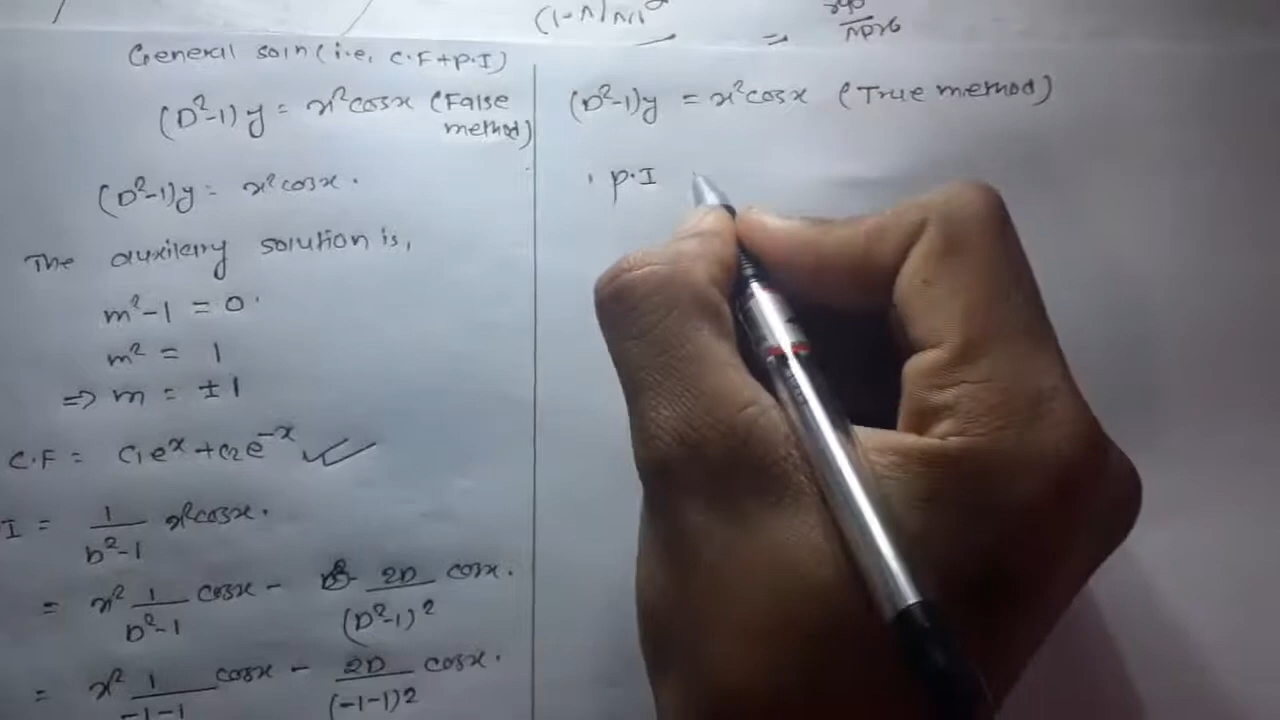 General soln (i.e, C.F+P.I)
(D²-1)y = x²cosx (False
method)
(D²-1)y = x²cosx.
The auxilery solution is,
m²-1 = 0
m² = 1
=> m = ±1
C.F = c₁eˣ+c₂e⁻ˣ
I = 1/(D²-1) x²cosx.
= x² 1/(D²-1) cosx - 2D/(D²-1)² cosx.
= x² 1/(-1-1) cosx - 2D/(-1-1)2 cosx.
(D²-1)y = x²cosx (True method)
P.I